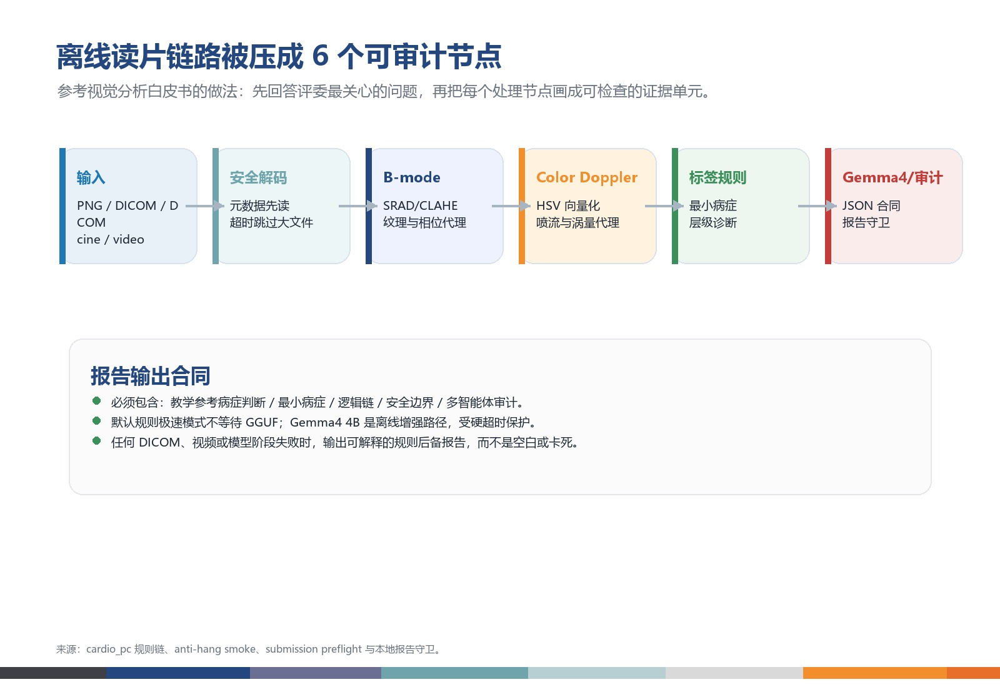 离线读片链路被压成 6 个可审计节点
参考视觉分析白皮书的做法：先回答评委最关心的问题，再把每个处理节点画成可检查的证据单元。
输入
PNG / DICOM / D
COM
cine / video
安全解码
元数据先读
超时跳过大文件
B-mode
SRAD/CLAHE
纹理与相位代理
Color Doppler
HSV 向量化
喷流与涡量代理
标签规则
最小病症
层级诊断
Gemma4/审计
JSON 合同
报告守卫
报告输出合同
必须包含：教学参考病症判断 / 最小病症 / 逻辑链 / 安全边界 / 多智能体审计。
默认规则极速模式不等待 GGUF；Gemma4 4B 是离线增强路径，受硬超时保护。
任何 DICOM、视频或模型阶段失败时，输出可解释的规则后备报告，而不是空白或卡死。
来源：cardio_pc 规则链、anti-hang smoke、submission preflight 与本地报告守卫。